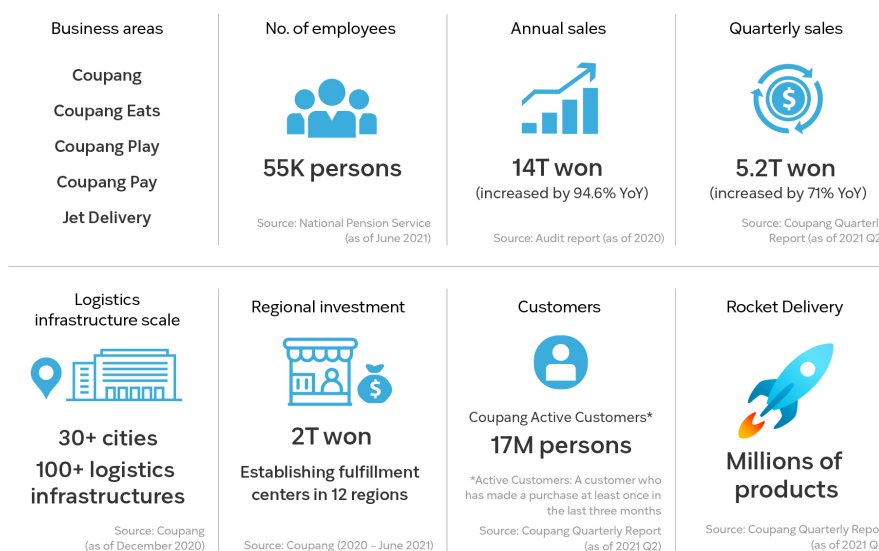 Business areas
Coupang
Coupang Eats
Coupang Play
Coupang Pay
Jet Delivery
No. of employees
55K persons
Source: National Pension Service
(as of June 2021)
Annual sales
14T won
(increased by 94.6% YoY)
Source: Audit report (as of 2020)
Quarterly sales
$
5.2T won
(increased by 71% YoY)
Source: Coupang
Report (as of 2021
Logistics
infrastructure scale
30+ cities
100+ logistics
infrastructures
Source: Coupang
(as of December 2020)
Regional investment
$
2T won
Establishing fulfillment
centers in 12 regions
Source: Coupang (2020 – June 2021)
Customers
Coupang Active Customers*
17M persons
*Active Customers: A customer who
has made a purchase at least once in
the last three months
Source: Coupang Quarterly Report
(as of 2021 Q2)
Rocket Delivery
Millions of
products
Source: Coupang Quarterly
(as of 2021